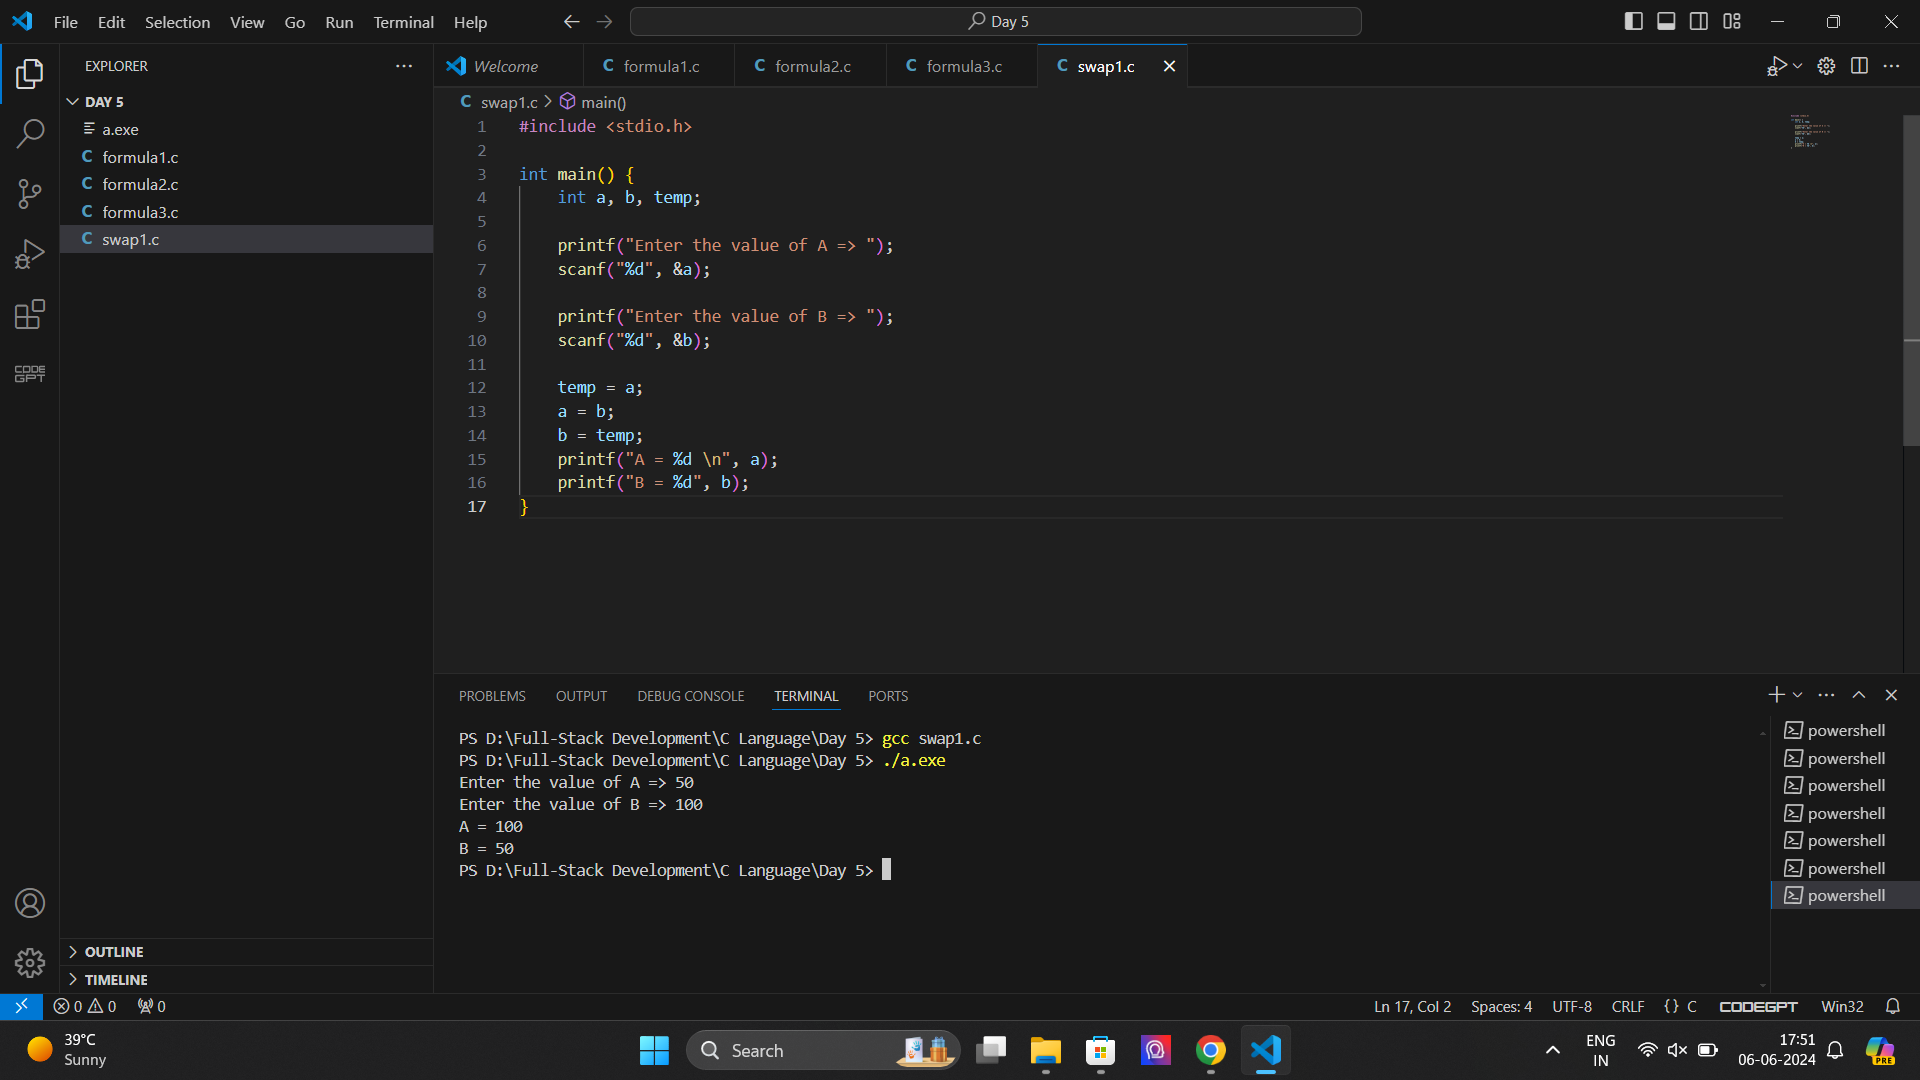 File Edit Selection View Go Run Terminal Help
Day 5
EXPLORER
DAY 5
a.exe
C formula1.c
C formula2.c
C formula3.c
C swap1.c
OUTLINE
TIMELINE
CODE GPT
Welcome
C formula1.c
C formula2.c
C formula3.c
C swap1.c
C swap1.c > main()
1 #include <stdio.h>
2
3 int main() {
4 int a, b, temp;
5
6 printf("Enter the value of A => ");
7 scanf("%d", &a);
8
9 printf("Enter the value of B => ");
10 scanf("%d", &b);
11
12 temp = a;
13 a = b;
14 b = temp;
15 printf("A = %d \n", a);
16 printf("B = %d", b);
17 }
PROBLEMS OUTPUT DEBUG CONSOLE TERMINAL PORTS
PS D:\Full-Stack Development\C Language\Day 5> gcc swap1.c
PS D:\Full-Stack Development\C Language\Day 5> ./a.exe
Enter the value of A => 50
Enter the value of B => 100
A = 100
B = 50
PS D:\Full-Stack Development\C Language\Day 5>
powershell
powershell
powershell
powershell
powershell
powershell
powershell
0 0 0
Ln 17, Col 2 Spaces: 4 UTF-8 CRLF {} C CODEGPT Win32
39°C
Sunny
Search
ENG
IN
17:51
06-06-2024
PRE